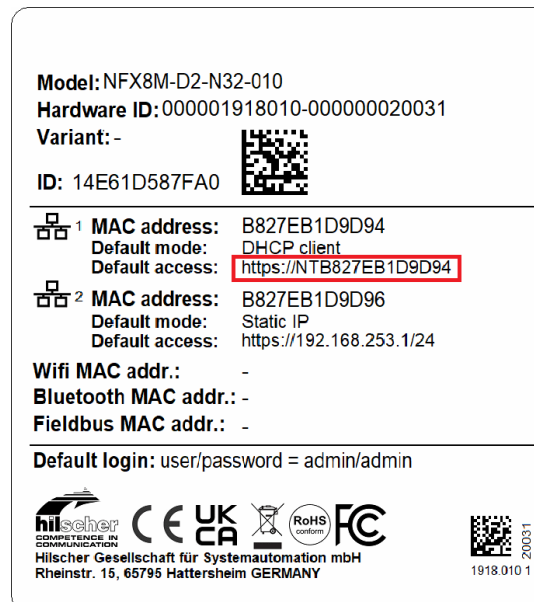 Model: NFX8M-D2-N32-010
Hardware ID: 000001918010-000000020031
Variant: -
ID: 14E61D587FA0
1 MAC address: B827EB1D9D94
Default mode: DHCP client
Default access: https://NTB827EB1D9D94
2 MAC address: B827EB1D9D96
Default mode: Static IP
Default access: https://192.168.253.1/24
Wifi MAC addr.: -
Bluetooth MAC addr.: -
Fieldbus MAC addr.: -
Default login: user/password = admin/admin
hilscher
COMPETENCE IN
COMMUNICATION
CE UK CA RoHS conform FC
Hilscher Gesellschaft für Systemautomation mbH
Rheinstr. 15, 65795 Hattersheim GERMANY
20031
1918.010 1